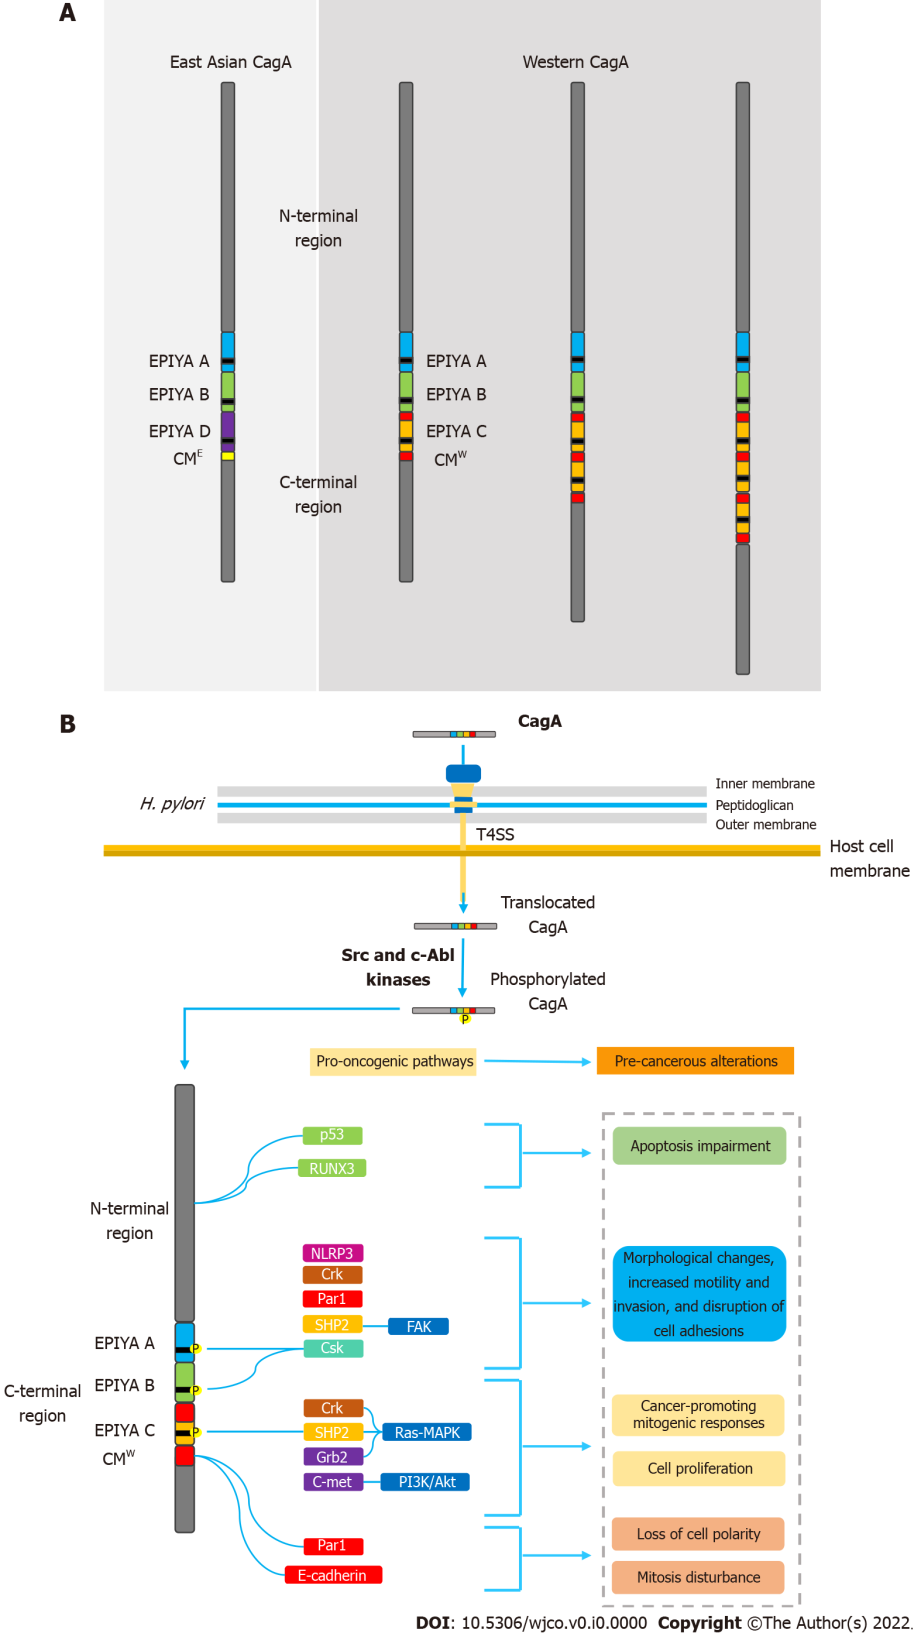 A
East Asian CagA
Western CagA
N-terminal
region
EPIYA A
EPIYA A
EPIYA B
EPIYA B
EPIYA D
EPIYA C
CMᴱ
CMᵂ
C-terminal
region
B
CagA
Inner membrane
H. pylori
Peptidoglican
Outer membrane
T4SS
Host cell
membrane
Translocated
CagA
Src and c-Abl
kinases
Phosphorylated
CagA
P
Pro-oncogenic pathways
Pre-cancerous alterations
p53
Apoptosis impairment
RUNX3
N-terminal
region
NLRP3
Crk
Par1
SHP2
FAK
Csk
Morphological changes,
increased motility and
invasion, and disruption of
cell adhesions
EPIYA A
P
EPIYA B
P
C-terminal
region
EPIYA C
P
CMᵂ
Crk
SHP2
Ras-MAPK
Grb2
C-met
PI3K/Akt
Cancer-promoting
mitogenic responses
Cell proliferation
Par1
E-cadherin
Loss of cell polarity
Mitosis disturbance
DOI: 10.5306/wjco.v0.i0.0000 Copyright ©The Author(s) 2022.